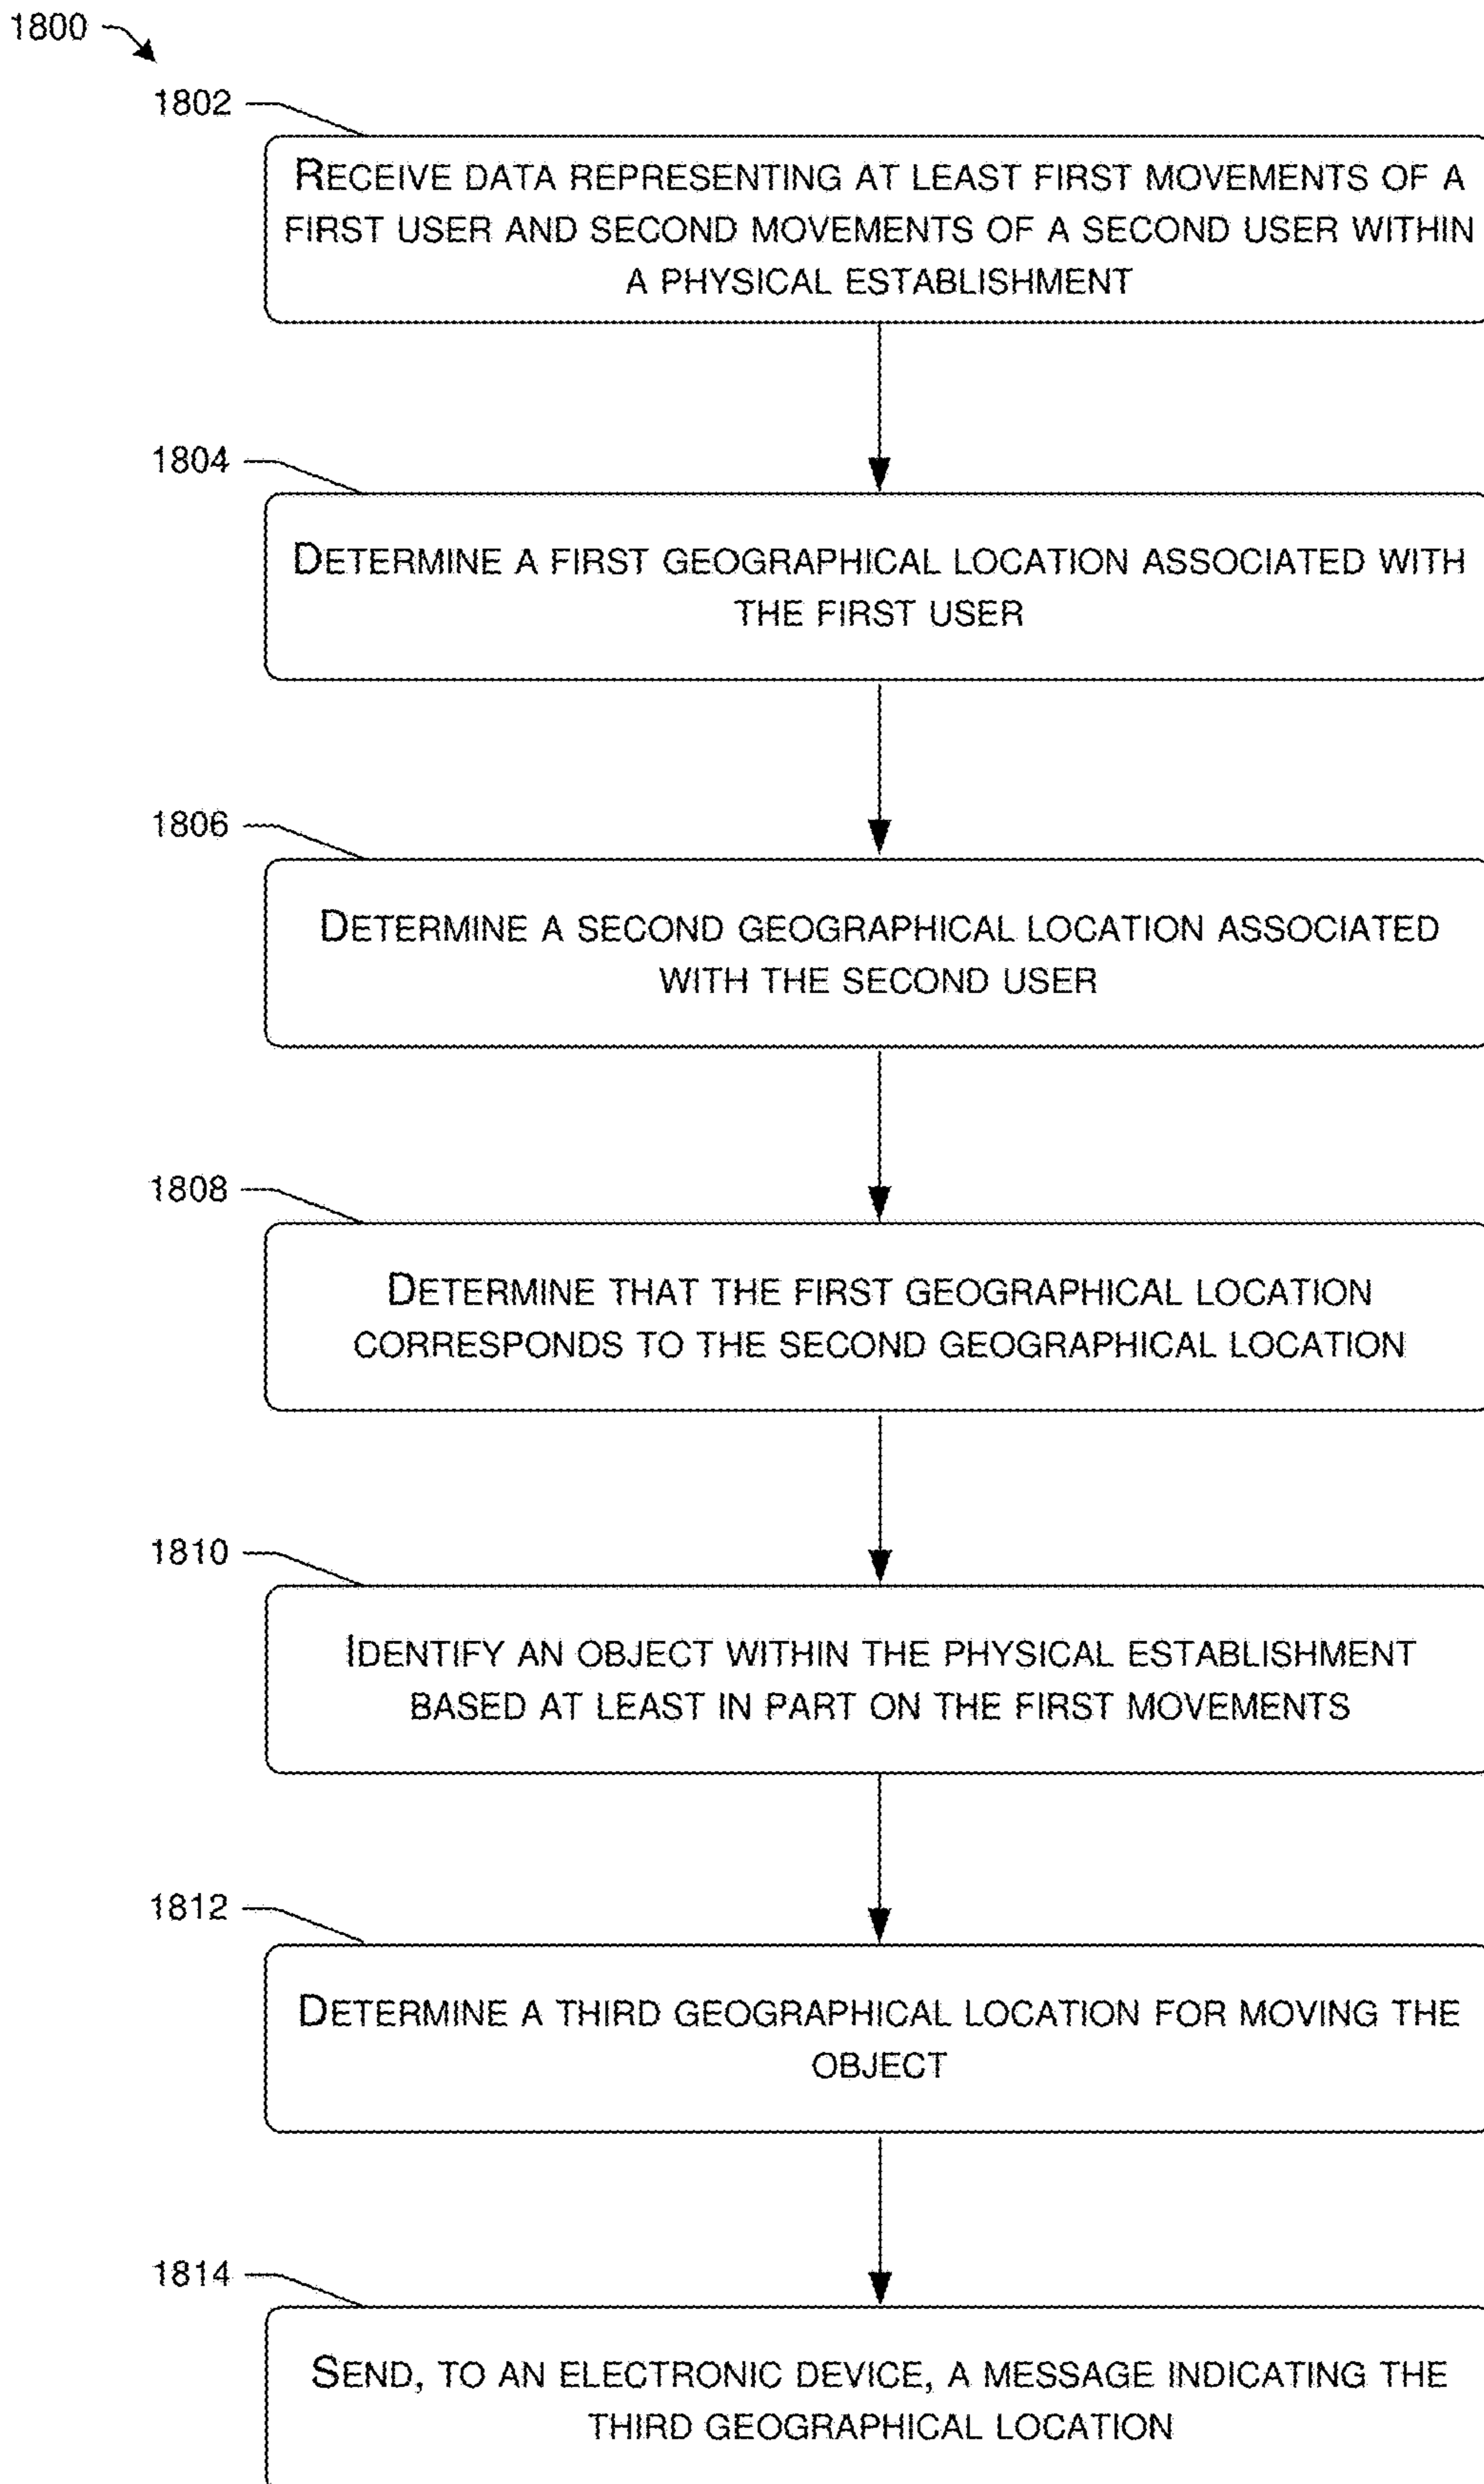 1800
1802
RECEIVE DATA REPRESENTING AT LEAST FIRST MOVEMENTS OF A
FIRST USER AND SECOND MOVEMENTS OF A SECOND USER WITHIN
A PHYSICAL ESTABLISHMENT
1804
DETERMINE A FIRST GEOGRAPHICAL LOCATION ASSOCIATED WITH
THE FIRST USER
1806
DETERMINE A SECOND GEOGRAPHICAL LOCATION ASSOCIATED
WITH THE SECOND USER
1808
DETERMINE THAT THE FIRST GEOGRAPHICAL LOCATION
CORRESPONDS TO THE SECOND GEOGRAPHICAL LOCATION
1810
IDENTIFY AN OBJECT WITHIN THE PHYSICAL ESTABLISHMENT
BASED AT LEAST IN PART ON THE FIRST MOVEMENTS
1812
DETERMINE A THIRD GEOGRAPHICAL LOCATION FOR MOVING THE
OBJECT
1814
SEND, TO AN ELECTRONIC DEVICE, A MESSAGE INDICATING THE
THIRD GEOGRAPHICAL LOCATION